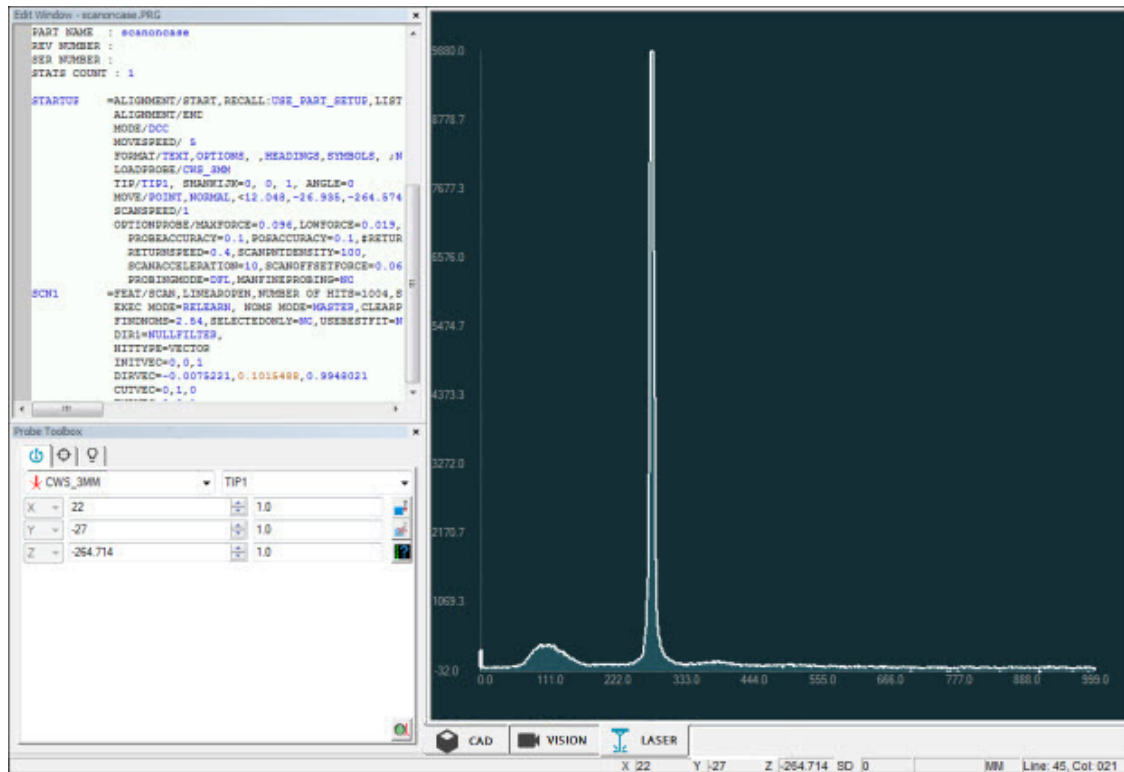 Edit Window - scanoncase.PRG
PART NAME : scanoncase
REV NUMBER :
SER NUMBER :
STATS COUNT : 1
STARTUP =ALIGNMENT/START,RECALL:USE_PART_SETUP,LIST
ALIGNMENT/END
MODE/DCC
MOVESPEED/ 5
FORMAT/TEXT,OPTIONS, ,HEADINGS,SYMBOLS, ;N
LOADPROBE/CWS_3MM
TIP/TIP1, SHANKIJK=0, 0, 1, ANGLE=0
MOVE/POINT,NORMAL,<12.048,-26.935,-264.574
SCANSPEED/1
OPTIONPROBE/MAXFORCE=0.096,LOWFORCE=0.019,
PROBEACCURACY=0.1,POSACCURACY=0.1,#RETUR
RETURNSPEED=0.4,SCANPNTDENSITY=100,
SCANACCELERATION=10,SCANOFFSETFORCE=0.06
PROBINGMODE=DFL,MANFINEPROBING=NO
SCN1 =FEAT/SCAN,LINEAROPEN,NUMBER OF HITS=1004,S
EXEC MODE=RELEARN, NOMS MODE=MASTER,CLEARP
FINDNOMS=2.54,SELECTEDONLY=NO,USEBESTFIT=N
DIR1=NULLFILTER,
HITTYPE=VECTOR
INITVEC=0,0,1
DIRVEC=-0.0075221,0.1015488,0.9948021
CUTVEC=0,1,0
Probe Toolbox
CWS_3MM TIP1
X 22 1.0
Y -27 1.0
Z -264.714 1.0
9880.0
8778.7
7677.3
6576.0
5474.7
4373.3
3272.0
2170.7
1069.3
-32.0
0.0 111.0 222.0 333.0 444.0 555.0 666.0 777.0 888.0 999.0
CAD VISION LASER
X 22 Y -27 Z -264.714 SD 0 MM Line: 45, Col: 021